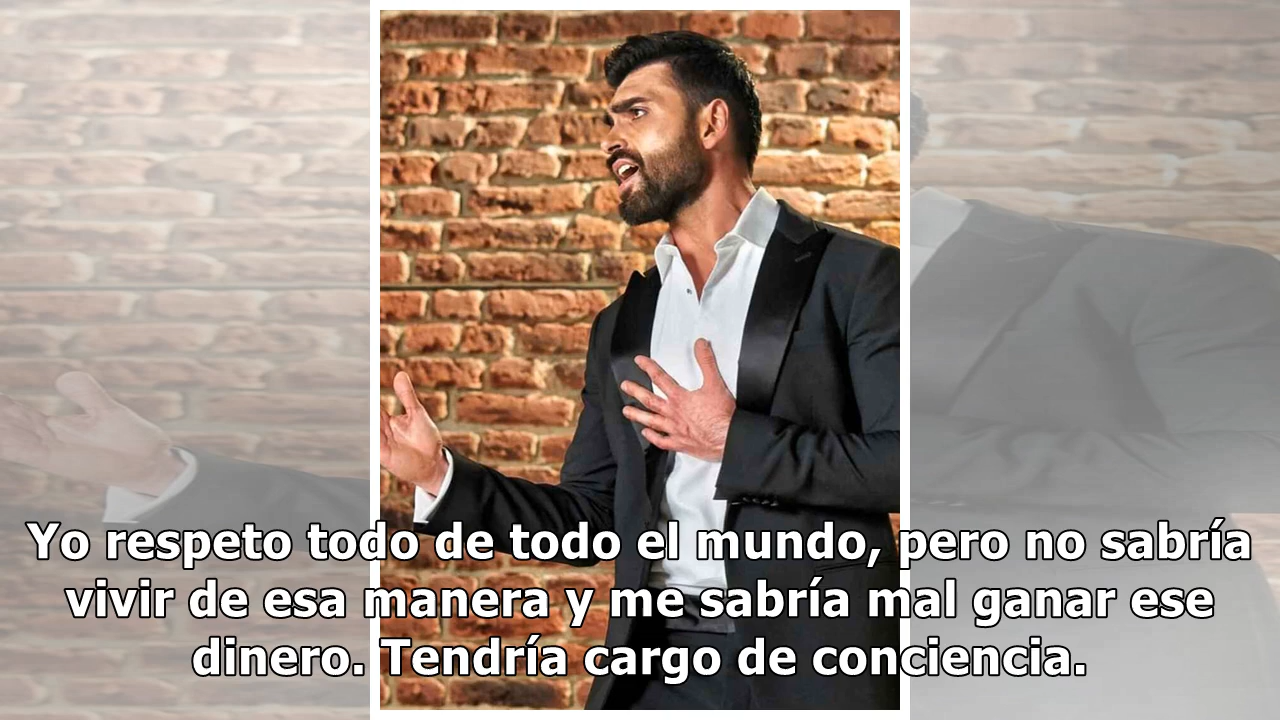 Yo respeto todo de todo el mundo, pero no sabría
vivir de esa manera y me sabría mal ganar ese
dinero. Tendría cargo de conciencia.